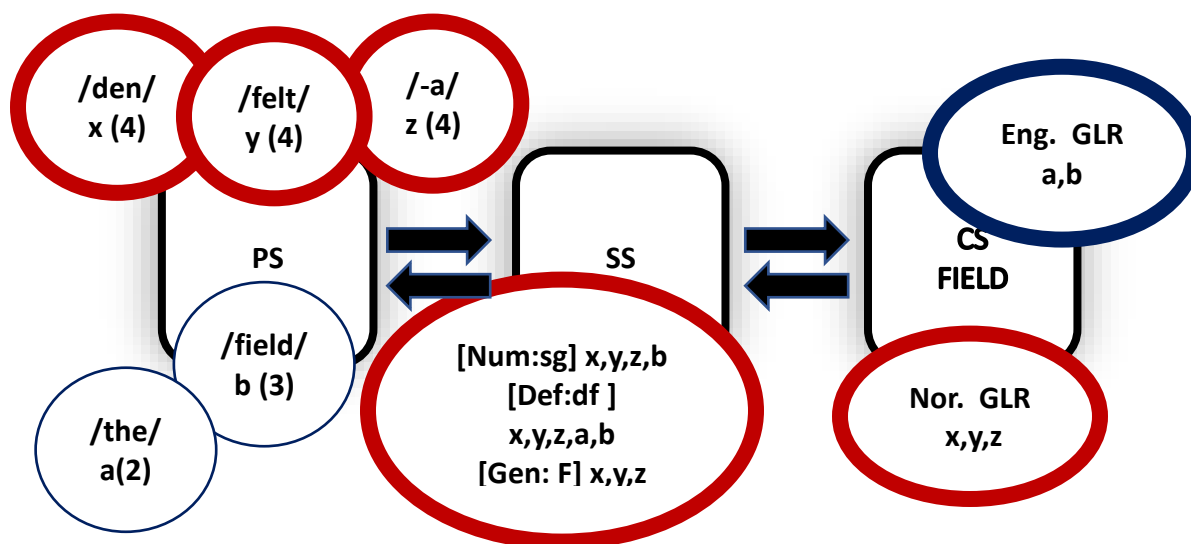 /den/
x (4)
/felt/
y (4)
/-a/
z (4)
Eng. GLR
a,b
PS
SS
CS
FIELD
/field/
b (3)
/the/
a(2)
[Num:sg] x,y,z,b
[Def:df ]
x,y,z,a,b
[Gen: F] x,y,z
Nor. GLR
x,y,z